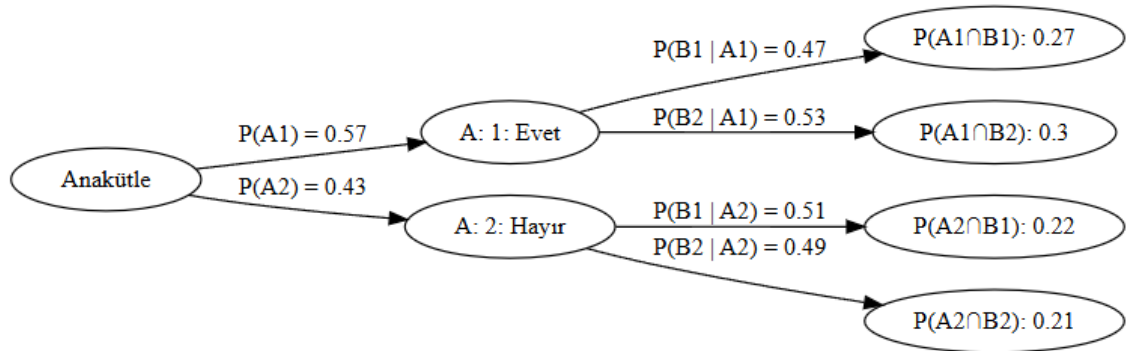 P(B1 | A1) = 0.47
P(A1∩B1): 0.27
P(A1) = 0.57
A: 1: Evet
P(B2 | A1) = 0.53
P(A1∩B2): 0.3
Anakütle
P(A2) = 0.43
A: 2: Hayır
P(B1 | A2) = 0.51
P(A2∩B1): 0.22
P(B2 | A2) = 0.49
P(A2∩B2): 0.21